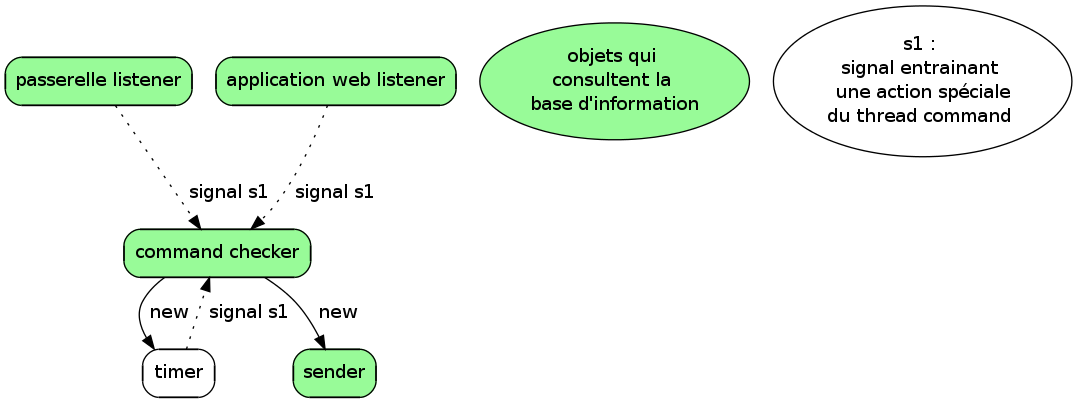 passerelle listener
application web listener
objets qui
consultent la
base d'information
s1 :
signal entrainant
une action spéciale
du thread command
signal s1
signal s1
command checker
new
signal s1
new
timer
sender